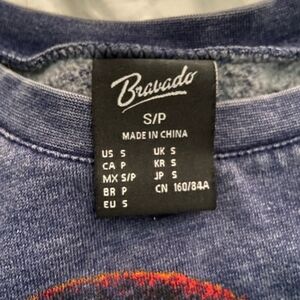 Bravado
S/P
MADE IN CHINA
US S UK S
CA P KR S
MX S/P JP S
BR P CN 160/84A
EU S